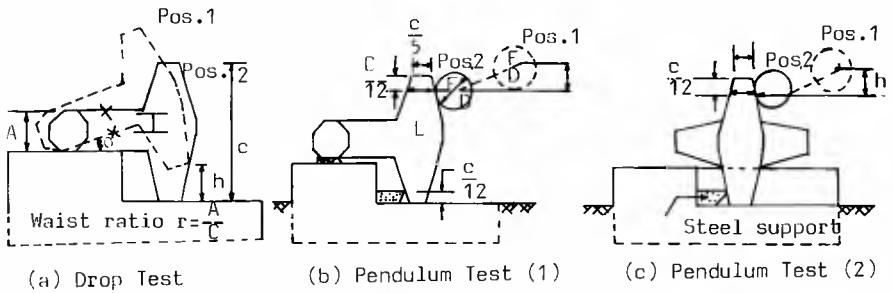 Pos.1
Pos.2
A
c
h
Waist ratio r=A/C
(a) Drop Test
c/5
C/12
Pos2
Pos.1
F
D
F
D
L
c/12
(b) Pendulum Test (1)
Pos.1
Pos2
c/12
h
Steel support
(c) Pendulum Test (2)